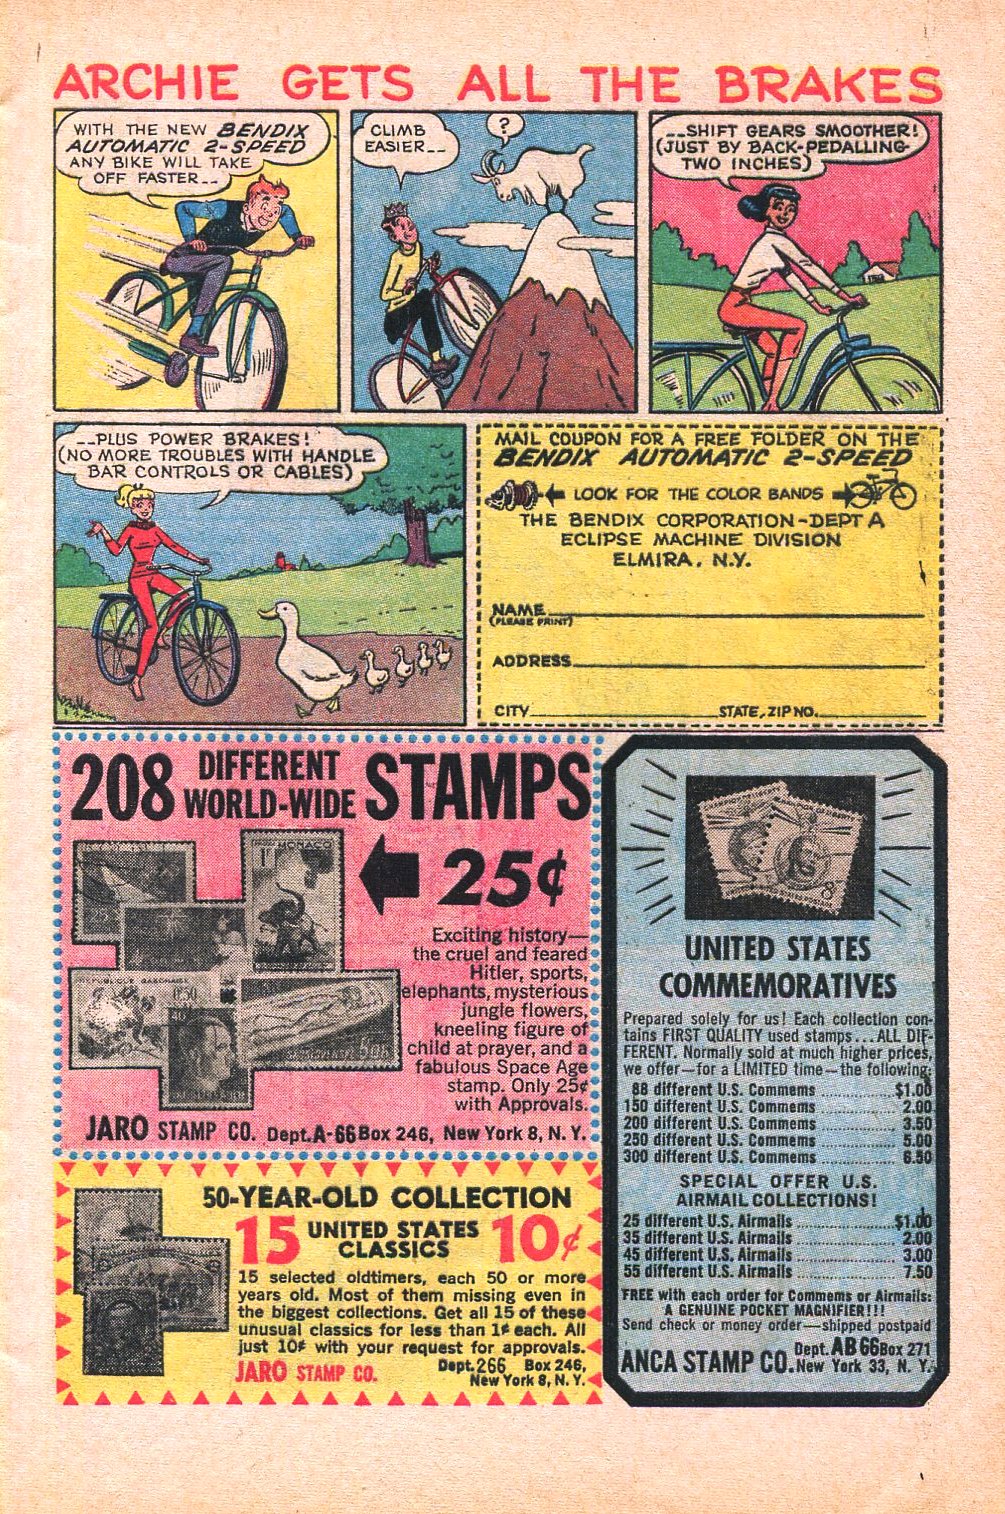 ARCHIE GETS ALL THE BRAKES
WITH THE NEW BENDIX
AUTOMATIC 2-SPEED
ANY BIKE WILL TAKE
OFF FASTER--
CLIMB
EASIER--
?
--SHIFT GEARS SMOOTHER!
(JUST BY BACK-PEDALLING-
TWO INCHES)
--PLUS POWER BRAKES!
(NO MORE TROUBLES WITH HANDLE
BAR CONTROLS OR CABLES)
MAIL COUPON FOR A FREE FOLDER ON THE
BENDIX AUTOMATIC 2-SPEED
LOOK FOR THE COLOR BANDS
THE BENDIX CORPORATION-DEPT A
ECLIPSE MACHINE DIVISION
ELMIRA, N.Y.
NAME
(PLEASE PRINT)
ADDRESS
CITY STATE, ZIP NO.
208 DIFFERENT WORLD-WIDE STAMPS
25¢
MONACO
Exciting history—
the cruel and feared
Hitler, sports,
elephants, mysterious
jungle flowers,
kneeling figure of
child at prayer, and a
fabulous Space Age
stamp. Only 25¢
with Approvals.
JARO STAMP CO. Dept. A-66 Box 246, New York 8, N. Y.
50-YEAR-OLD COLLECTION
15 UNITED STATES CLASSICS 10¢
15 selected oldtimers, each 50 or more
years old. Most of them missing even in
the biggest collections. Get all 15 of these
unusual classics for less than 1¢ each. All
just 10¢ with your request for approvals.
JARO STAMP CO. Dept. 266 Box 246,
New York 8, N. Y.
UNITED STATES
COMMEMORATIVES
Prepared solely for us! Each collection con-
tains FIRST QUALITY used stamps...ALL DIF-
FERENT. Normally sold at much higher prices,
we offer—for a LIMITED time—the following:
88 different U.S. Commems $1.00
150 different U.S. Commems 2.00
200 different U.S. Commems 3.50
250 different U.S. Commems 5.00
300 different U.S. Commems 6.50
SPECIAL OFFER U.S.
AIRMAIL COLLECTIONS!
25 different U.S. Airmails $1.00
35 different U.S. Airmails 2.00
45 different U.S. Airmails 3.00
55 different U.S. Airmails 7.50
FREE with each order for Commems or Airmails:
A GENUINE POCKET MAGNIFIER!!!
Send check or money order—shipped postpaid
ANCA STAMP CO. Dept. AB 66 Box 271
New York 33, N. Y.